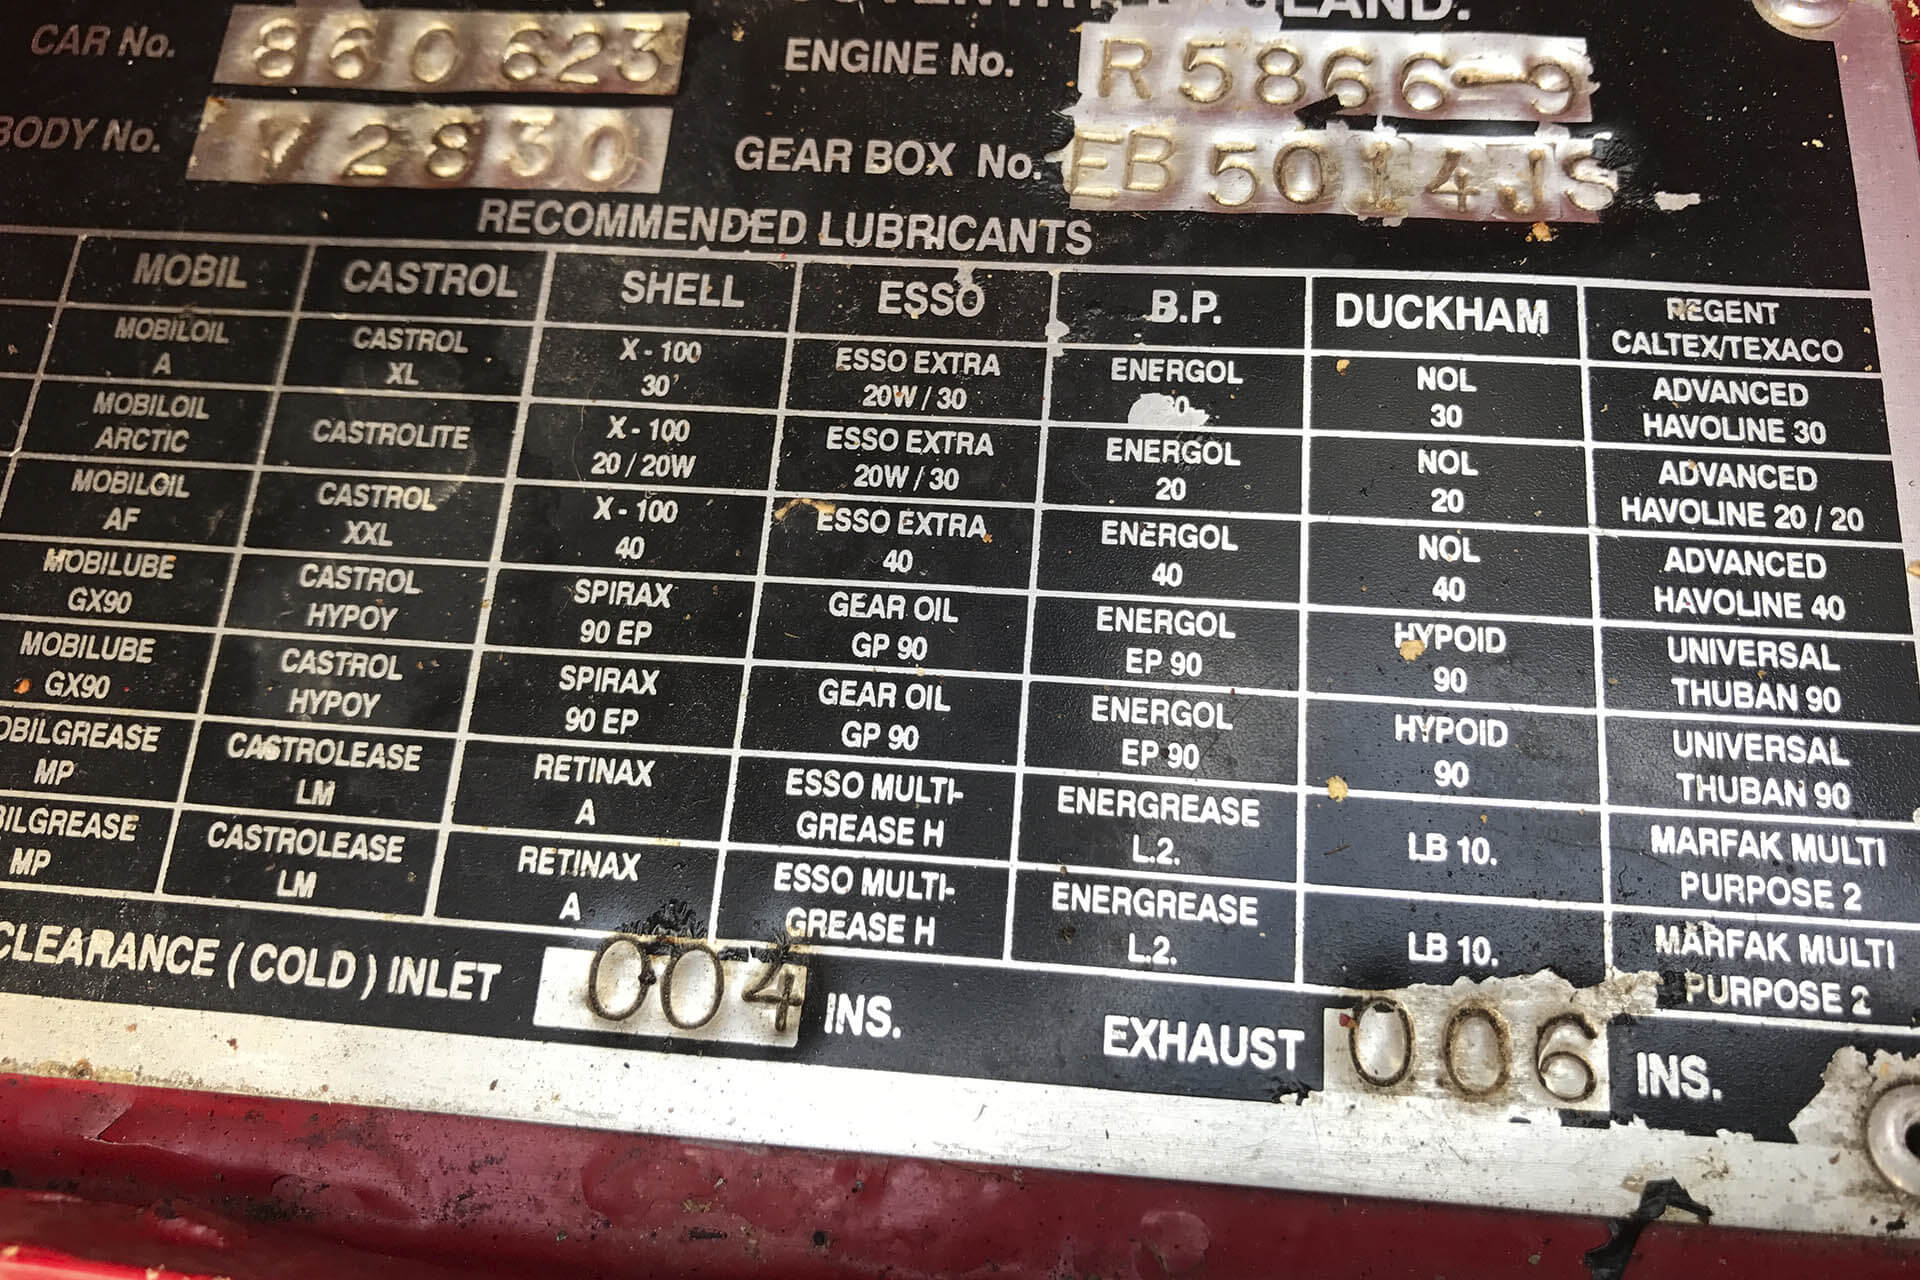 COVENTRY, ENGLAND.
CAR No. 860623 ENGINE No. R5866-9
BODY No. 72830 GEAR BOX No. EB5014JS
RECOMMENDED LUBRICANTS
MOBIL CASTROL SHELL ESSO B.P. DUCKHAM REGENT
CALTEX/TEXACO
MOBILOIL CASTROL X-100 ESSO EXTRA ENERGOL NOL ADVANCED
A XL 30 20W/30 30 HAVOLINE 30
MOBILOIL CASTROLITE X-100 ESSO EXTRA ENERGOL NOL ADVANCED
ARCTIC 20/20W 20W/30 20 20 HAVOLINE 20/20
MOBILOIL CASTROL X-100 ESSO EXTRA ENERGOL NOL ADVANCED
AF XXL 40 40 40 40 HAVOLINE 40
MOBILUBE CASTROL SPIRAX GEAR OIL ENERGOL HYPOID UNIVERSAL
GX90 HYPOY 90 EP GP 90 EP 90 90 THUBAN 90
MOBILUBE CASTROL SPIRAX GEAR OIL ENERGOL HYPOID UNIVERSAL
GX90 HYPOY 90 EP GP 90 EP 90 90 THUBAN 90
OBILGREASE CASTROLEASE RETINAX ESSO MULTI- ENERGREASE LB 10. MARFAK MULTI
MP LM A GREASE H L.2. PURPOSE 2
BILGREASE CASTROLEASE RETINAX ESSO MULTI- ENERGREASE LB 10. MARFAK MULTI
MP LM A GREASE H L.2. PURPOSE 2
CLEARANCE (COLD) INLET 004 INS. EXHAUST 006 INS.